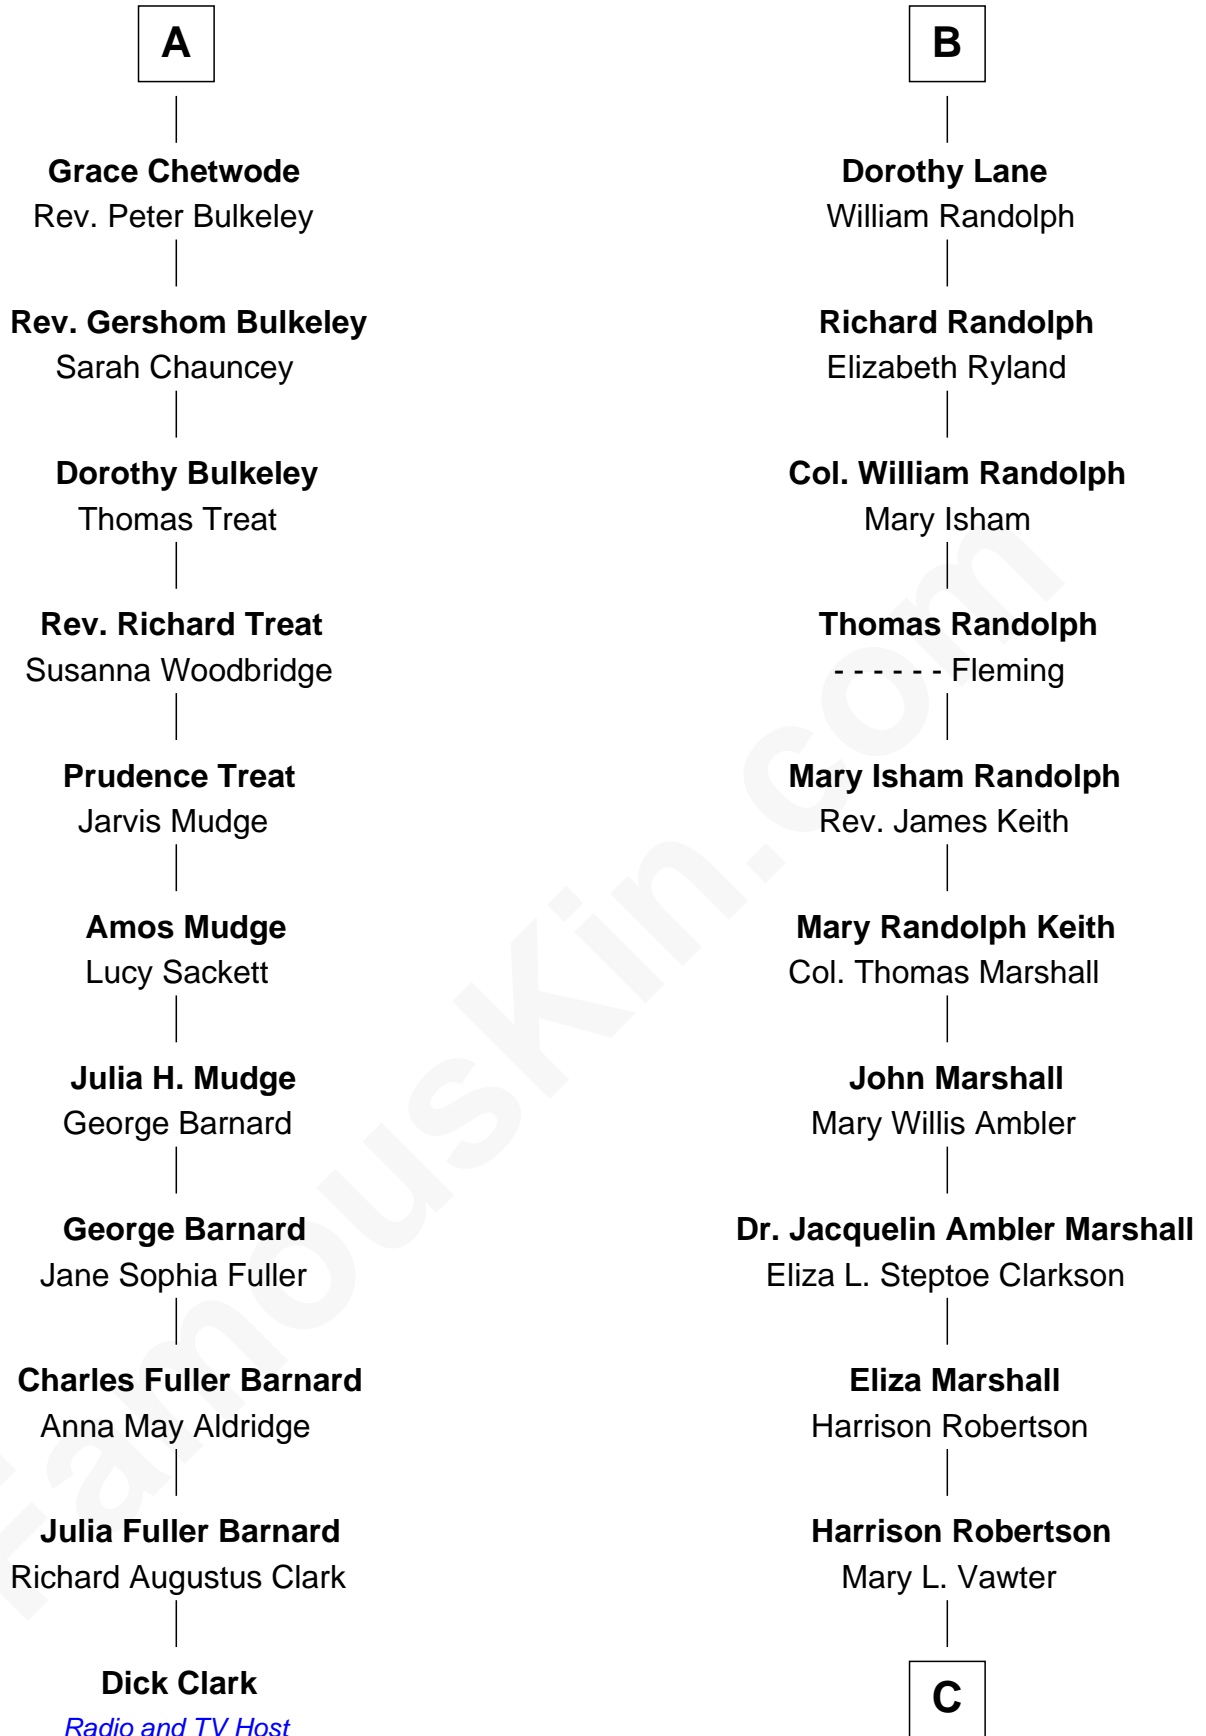 A
Grace Chetwode
Rev. Peter Bulkeley
Rev. Gershom Bulkeley
Sarah Chauncey
Dorothy Bulkeley
Thomas Treat
Rev. Richard Treat
Susanna Woodbridge
Prudence Treat
Jarvis Mudge
Amos Mudge
Lucy Sackett
Julia H. Mudge
George Barnard
George Barnard
Jane Sophia Fuller
Charles Fuller Barnard
Anna May Aldridge
Julia Fuller Barnard
Richard Augustus Clark
Dick Clark
Radio and TV Host
B
Dorothy Lane
William Randolph
Richard Randolph
Elizabeth Ryland
Col. William Randolph
Mary Isham
Thomas Randolph
- - - - - - Fleming
Mary Isham Randolph
Rev. James Keith
Mary Randolph Keith
Col. Thomas Marshall
John Marshall
Mary Willis Ambler
Dr. Jacquelin Ambler Marshall
Eliza L. Steptoe Clarkson
Eliza Marshall
Harrison Robertson
Harrison Robertson
Mary L. Vawter
C
FamousKin.com